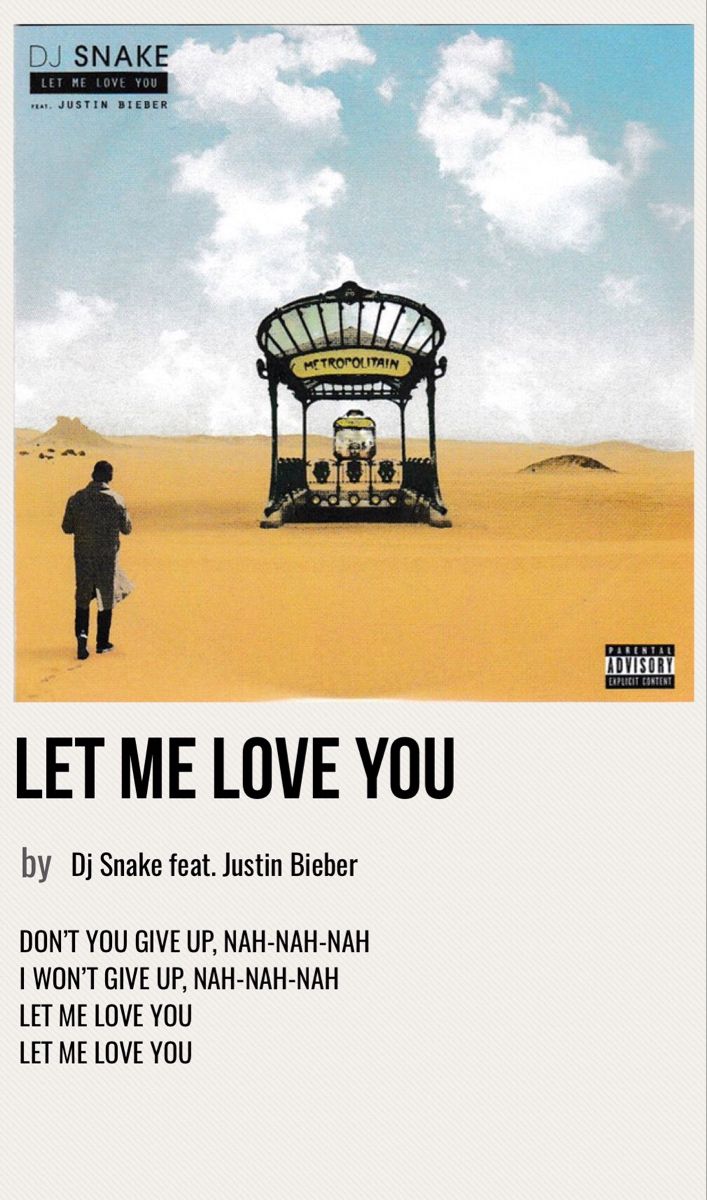 DJ SNAKE
LET ME LOVE YOU
FEAT. JUSTIN BIEBER
METROPOLITAIN
PARENTAL
ADVISORY
EXPLICIT CONTENT
LET ME LOVE YOU
by Dj Snake feat. Justin Bieber
DON'T YOU GIVE UP, NAH-NAH-NAH
I WON'T GIVE UP, NAH-NAH-NAH
LET ME LOVE YOU
LET ME LOVE YOU